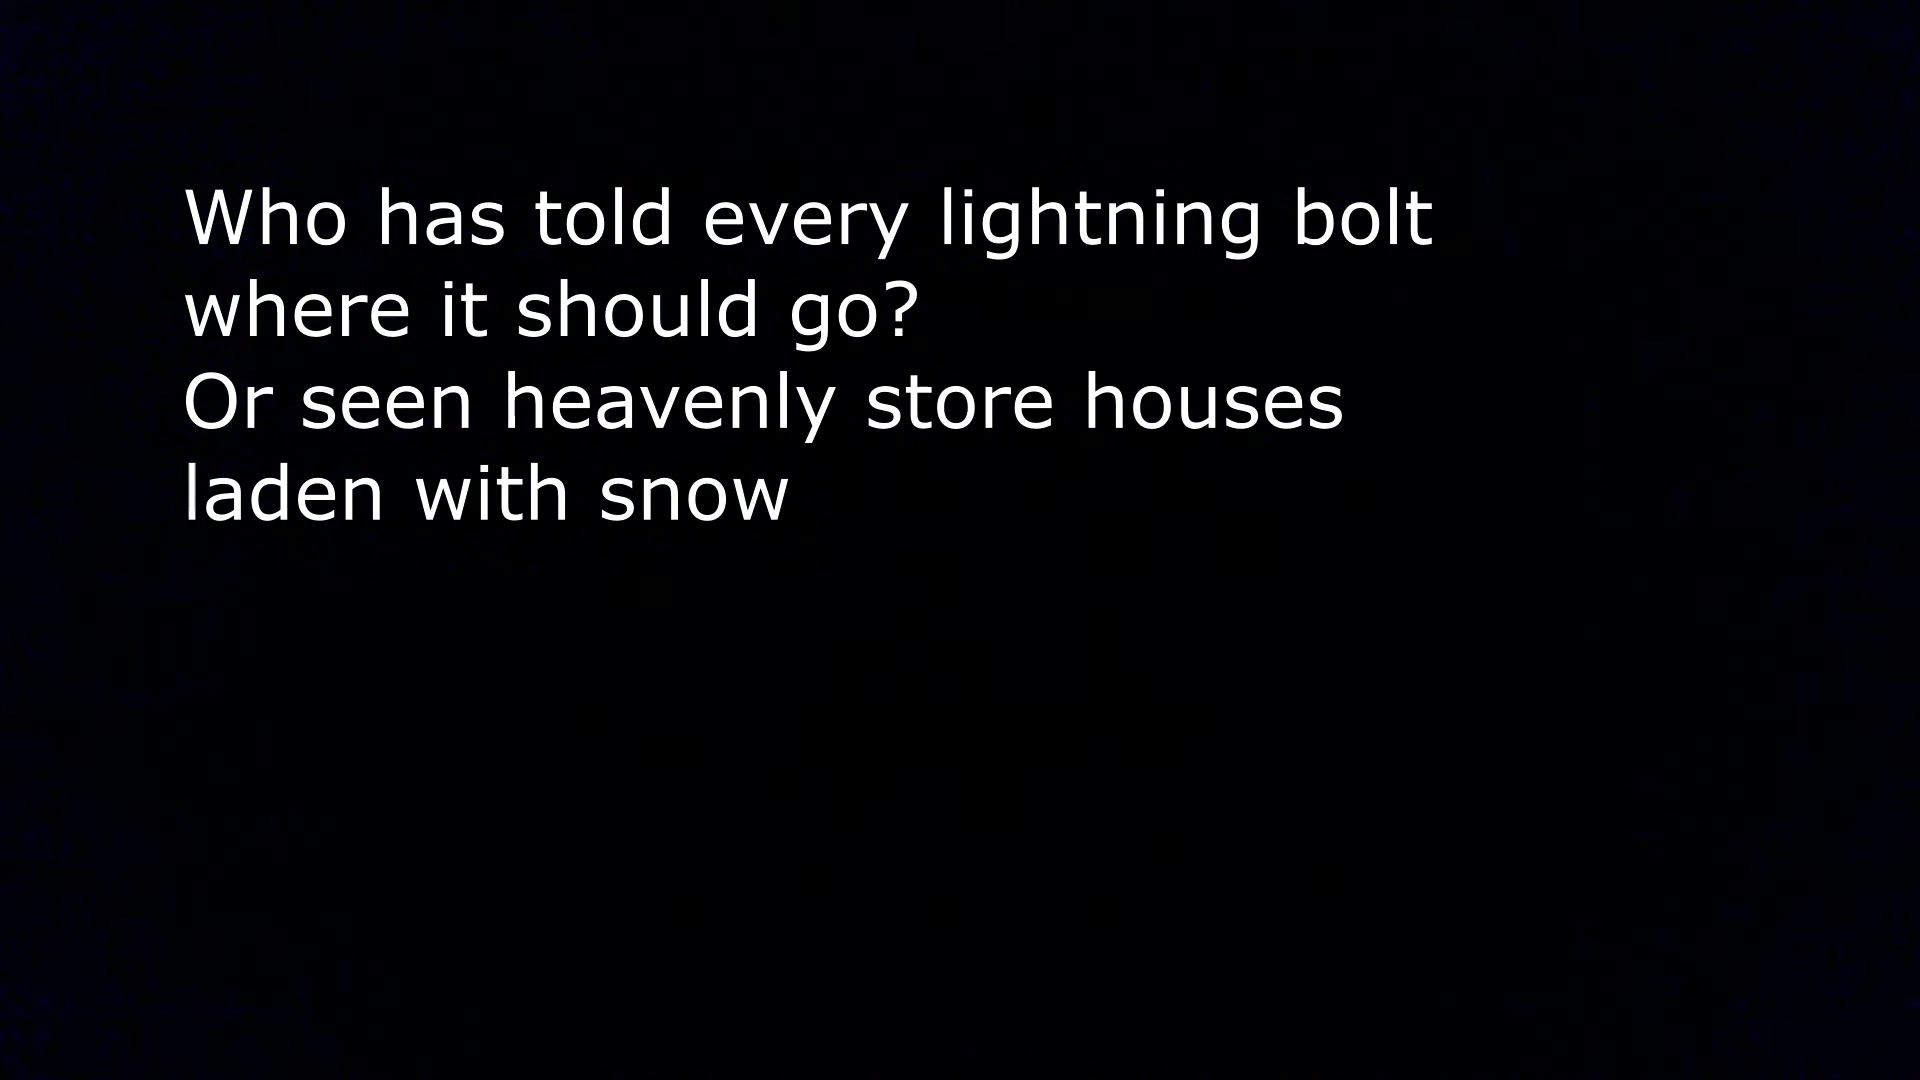 Who has told every lightning bolt
where it should go?
Or seen heavenly store houses
laden with snow